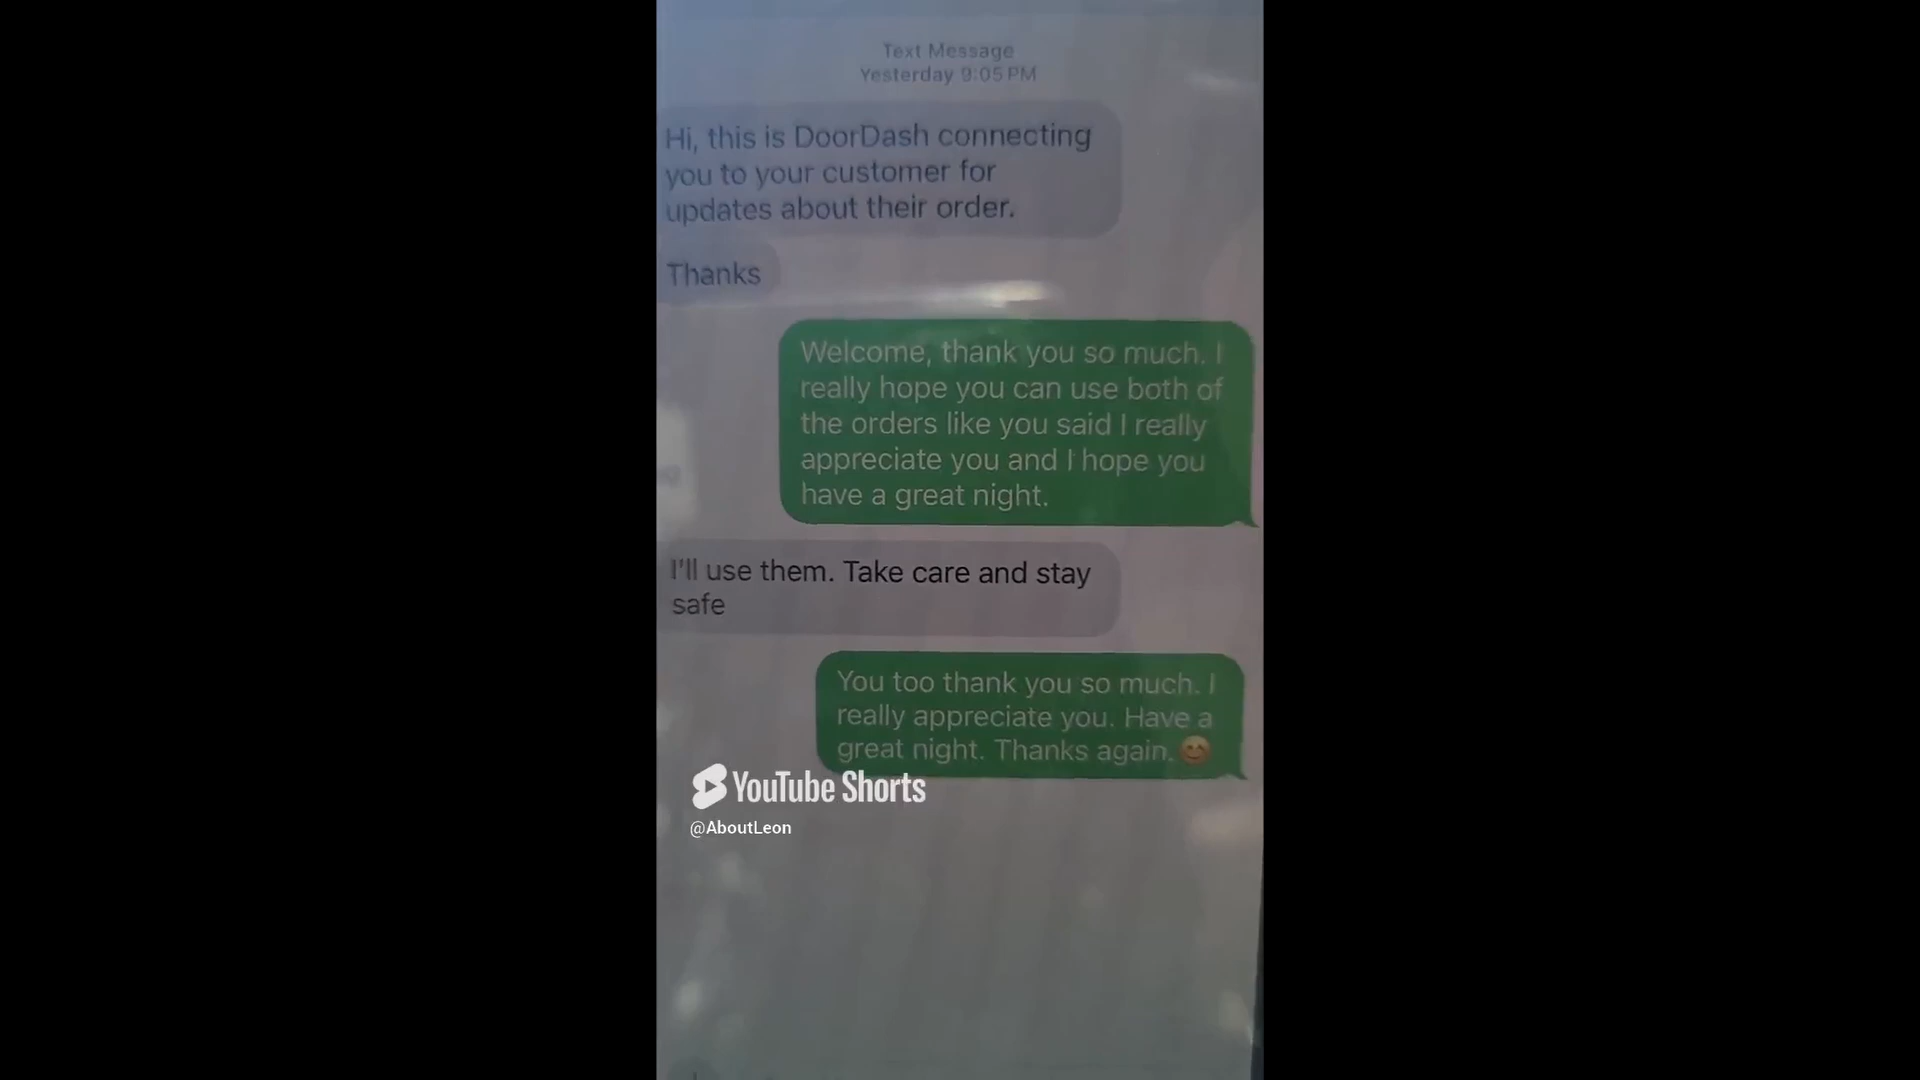 Text Message
Yesterday 9:05 PM
Hi, this is DoorDash connecting
you to your customer for
updates about their order.
Thanks
Welcome, thank you so much. I
really hope you can use both of
the orders like you said I really
appreciate you and I hope you
have a great night.
I'll use them. Take care and stay
safe
You too thank you so much. I
really appreciate you. Have a
great night. Thanks again.😊
YouTube Shorts
@AboutLeon